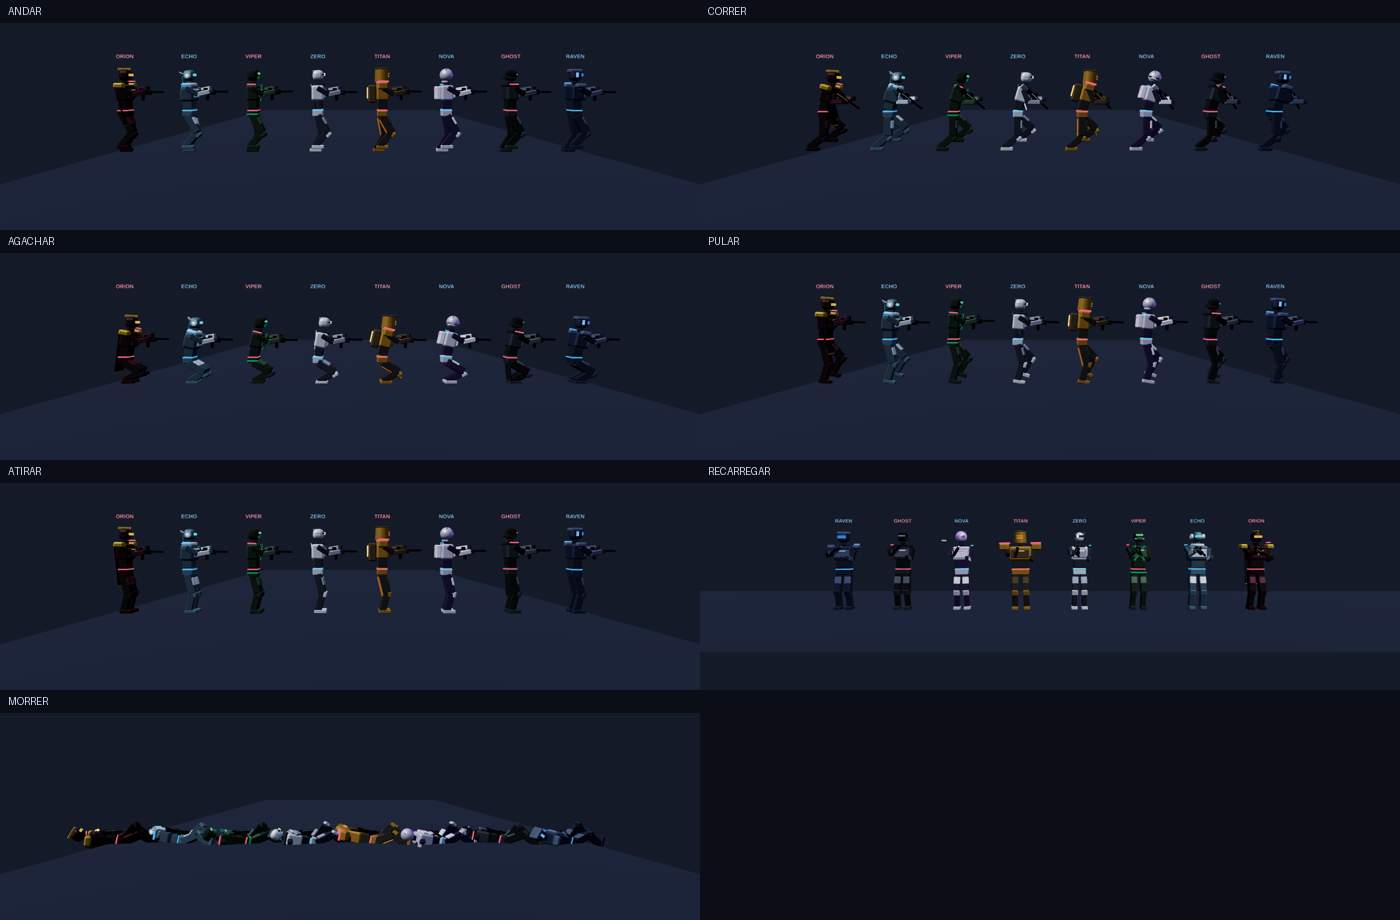 ANDAR
ORION ECHO VIPER ZERO TITAN NOVA GHOST RAVEN
CORRER
ORION ECHO VIPER ZERO TITAN NOVA GHOST RAVEN
AGACHAR
ORION ECHO VIPER ZERO TITAN NOVA GHOST RAVEN
PULAR
ORION ECHO VIPER ZERO TITAN NOVA GHOST RAVEN
ATIRAR
ORION ECHO VIPER ZERO TITAN NOVA GHOST RAVEN
RECARREGAR
RAVEN GHOST NOVA TITAN ZERO VIPER ECHO ORION
MORRER